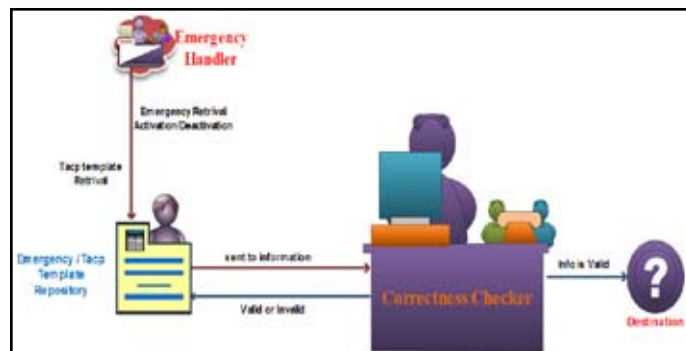 Emergency
Handler
Emergency Retrival
Activation Deactivation
Tacp template
Retrival
Emergency / Tacp
Template
Repository
sent to information
Valid or Invalid
Correctness Checker
Info is Valid
?
Destination